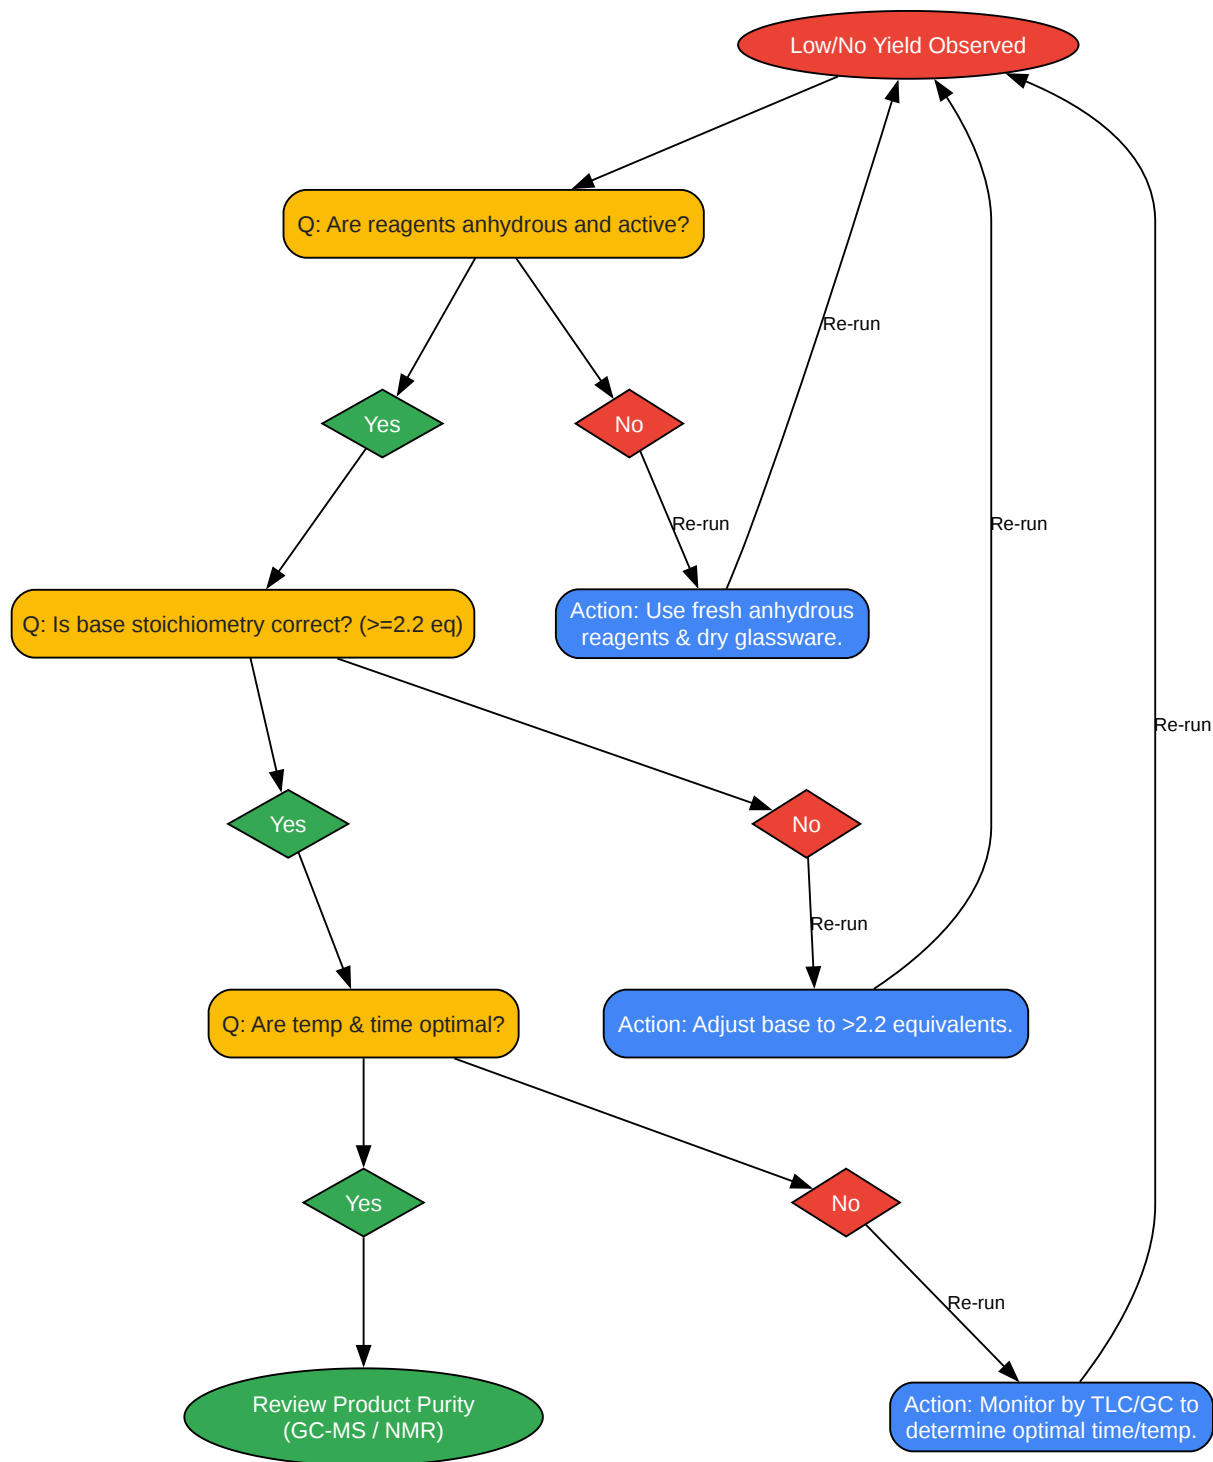 Low/No Yield Observed
Q: Are reagents anhydrous and active?
Re-run
Yes
No
Re-run
Re-run
Q: Is base stoichiometry correct? (>=2.2 eq)
Action: Use fresh anhydrous
reagents & dry glassware.
Re-run
Yes
No
Re-run
Q: Are temp & time optimal?
Action: Adjust base to >2.2 equivalents.
Yes
No
Re-run
Review Product Purity
(GC-MS / NMR)
Action: Monitor by TLC/GC to
determine optimal time/temp.